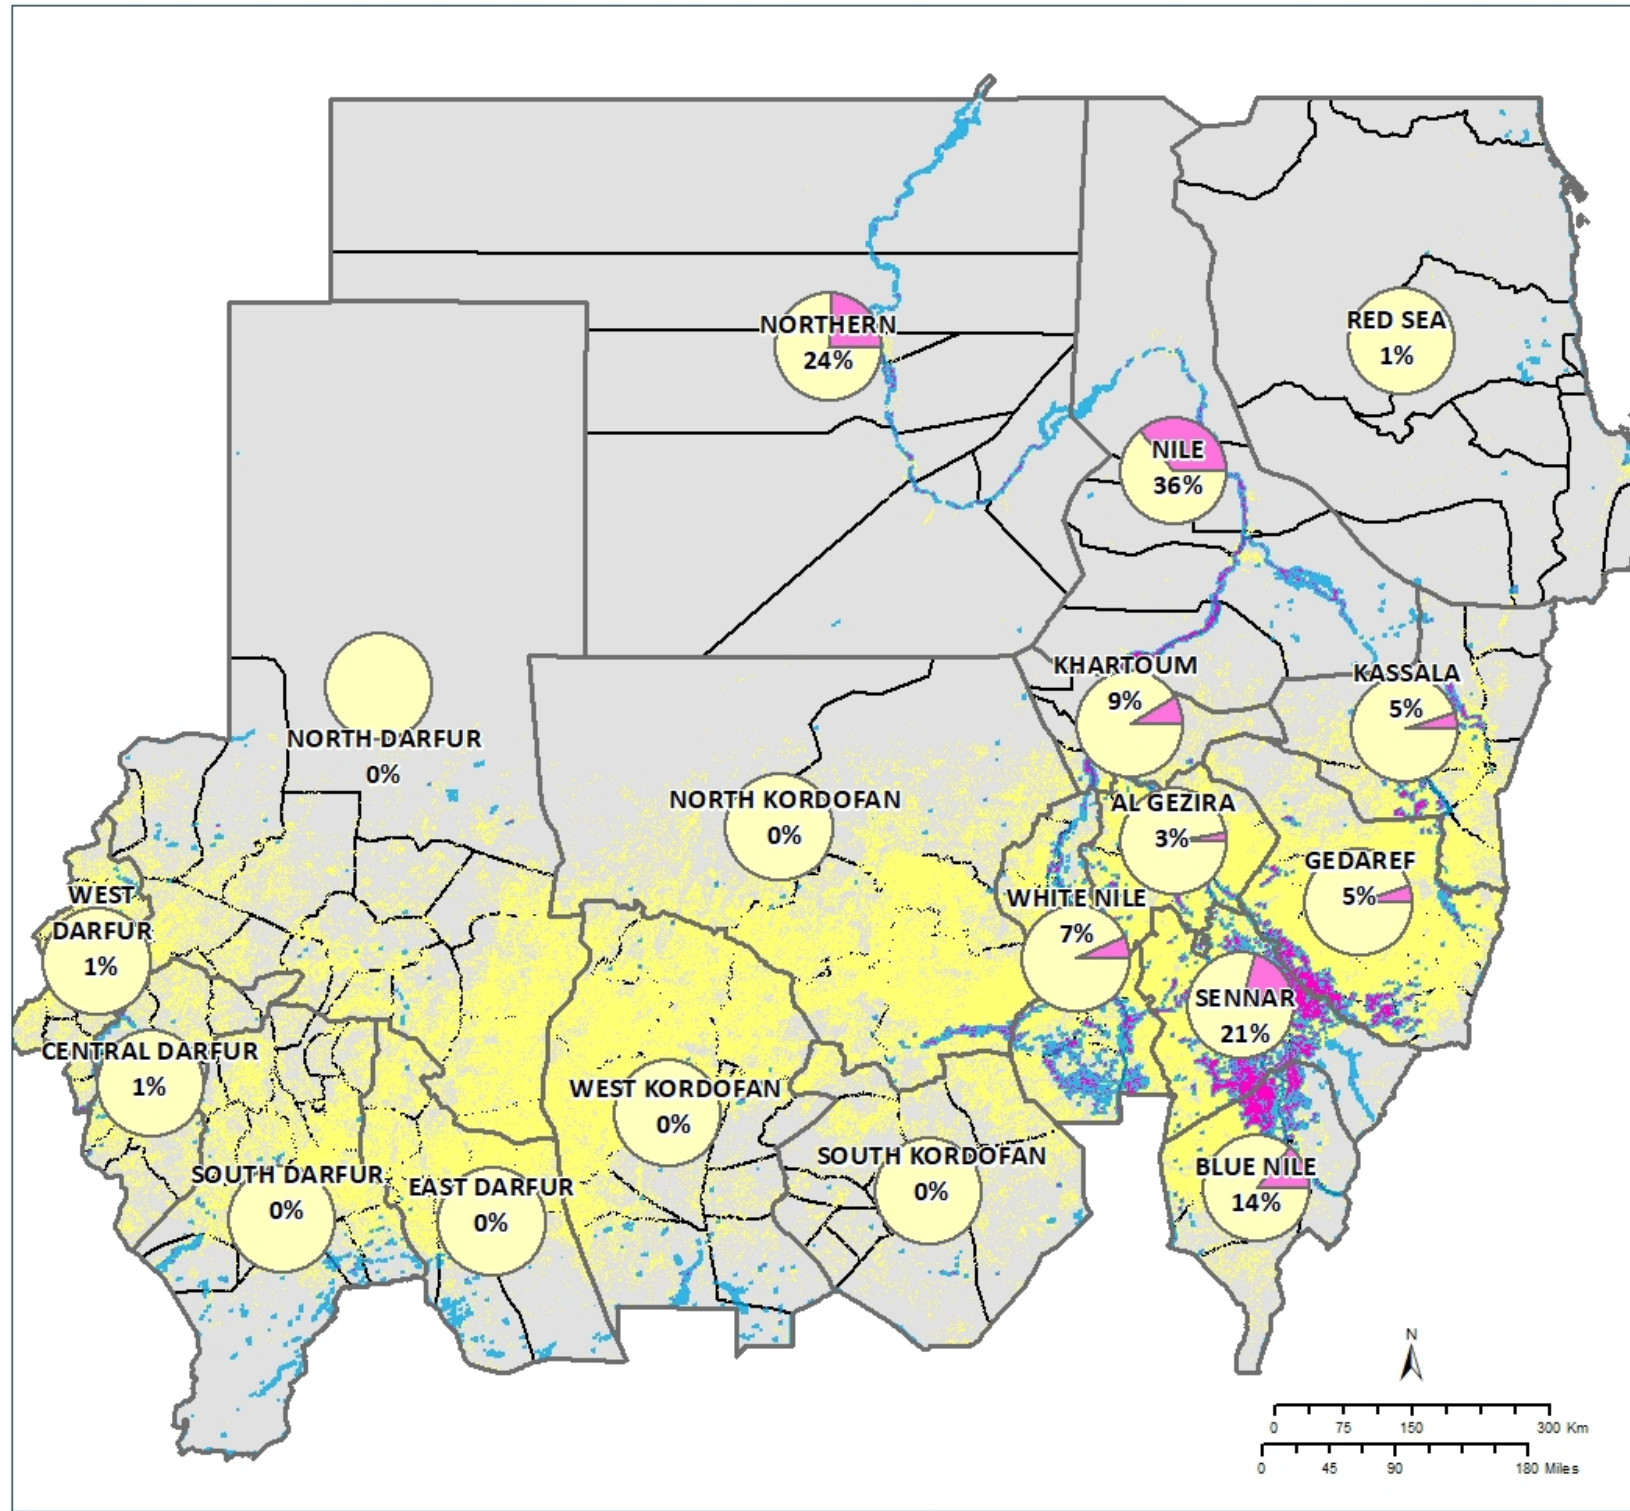 NORTHERN
24%
RED SEA
1%
NILE
36%
KHARTOUM
9%
KASSALA
5%
NORTH DARFUR
0%
NORTH KORDOFAN
0%
AL GEZIRA
3%
GEDAREF
5%
WEST
DARFUR
1%
WHITE NILE
7%
SENNAR
21%
CENTRAL DARFUR
1%
WEST KORDOFAN
0%
SOUTH KORDOFAN
0%
BLUE NILE
14%
SOUTH DARFUR
0%
EAST DARFUR
0%
N
0 75 150 300 Km
0 45 90 180 Miles